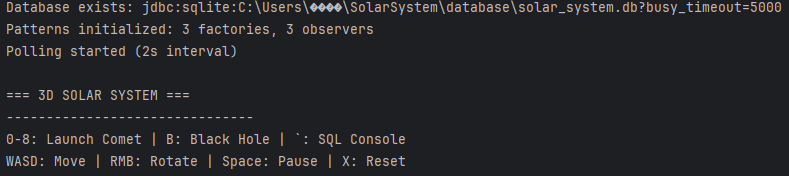 Database exists: jdbc:sqlite:C:\Users\����\SolarSystem\database\solar_system.db?busy_timeout=5000
Patterns initialized: 3 factories, 3 observers
Polling started (2s interval)
=== 3D SOLAR SYSTEM ===
-------------------------------
0-8: Launch Comet | B: Black Hole | `: SQL Console
WASD: Move | RMB: Rotate | Space: Pause | X: Reset